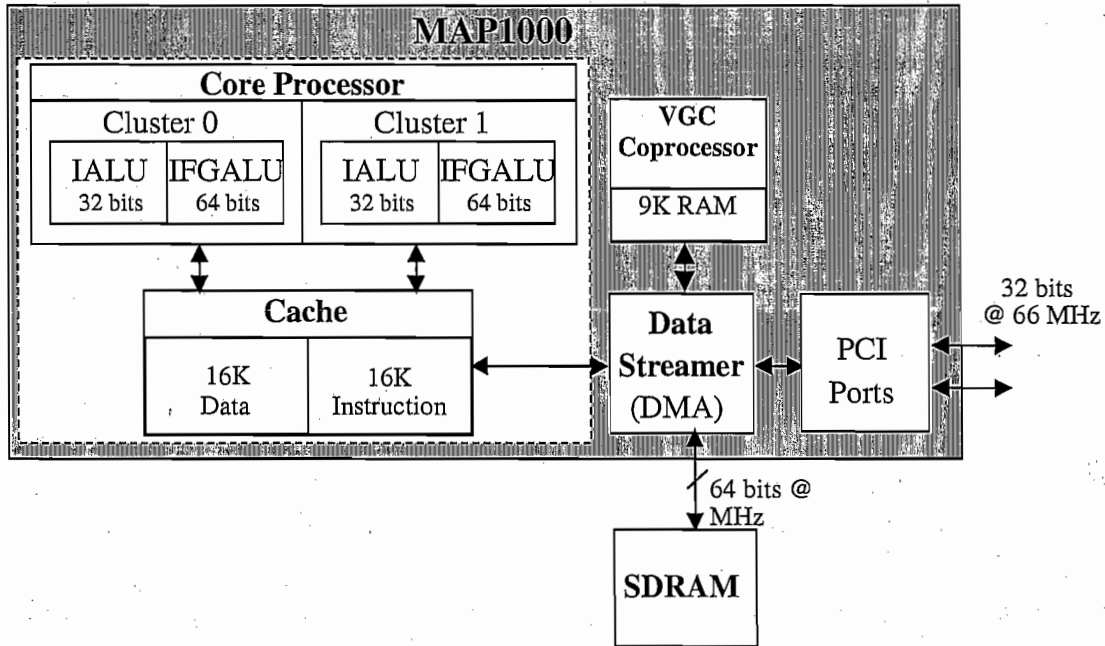 MAP1000
Core Processor
Cluster 0
Cluster 1
IALU
32 bits
IFGALU
64 bits
IALU
32 bits
IFGALU
64 bits
VGC
Coprocessor
9K RAM
Cache
16K
Data
16K
Instruction
Data
Streamer
(DMA)
PCI
Ports
32 bits
@ 66 MHz
64 bits @
MHz
SDRAM